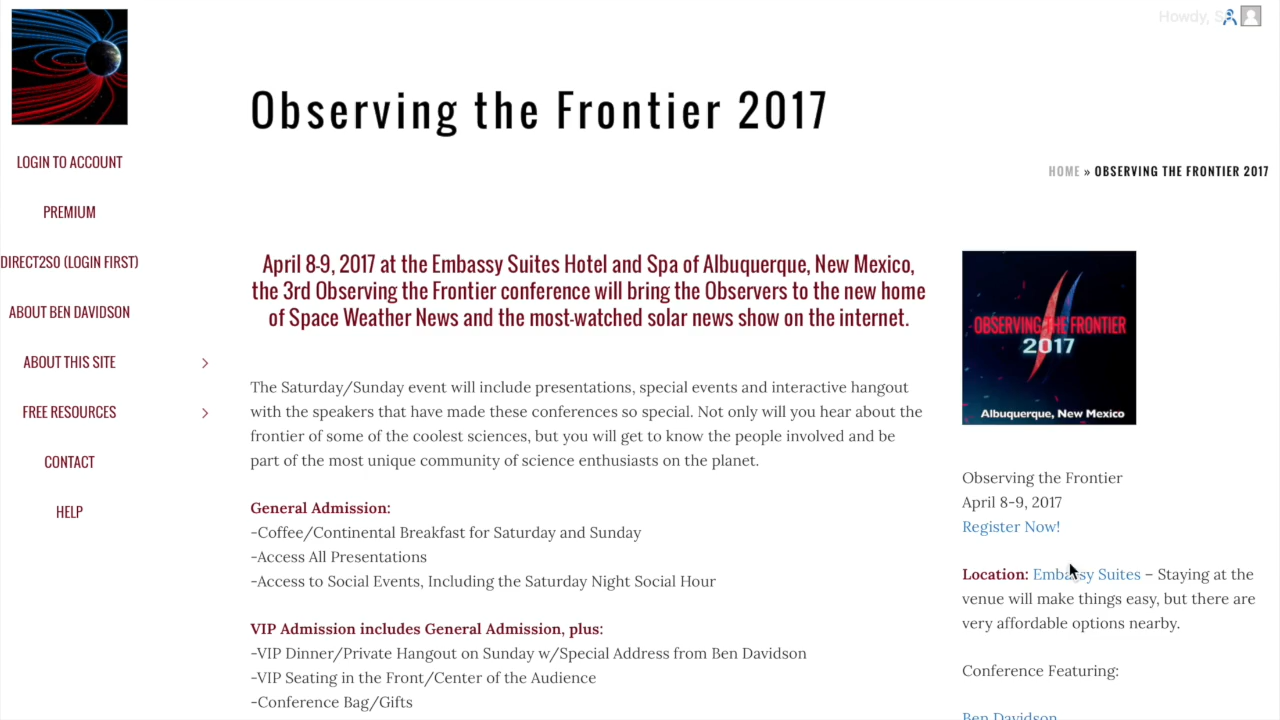 Howdy,
LOGIN TO ACCOUNT
PREMIUM
DIRECT2SO (LOGIN FIRST)
ABOUT BEN DAVIDSON
ABOUT THIS SITE
FREE RESOURCES
CONTACT
HELP
Observing the Frontier 2017
HOME » OBSERVING THE FRONTIER 2017
April 8-9, 2017 at the Embassy Suites Hotel and Spa of Albuquerque, New Mexico,
the 3rd Observing the Frontier conference will bring the Observers to the new home
of Space Weather News and the most-watched solar news show on the internet.
The Saturday/Sunday event will include presentations, special events and interactive hangout
with the speakers that have made these conferences so special. Not only will you hear about the
frontier of some of the coolest sciences, but you will get to know the people involved and be
part of the most unique community of science enthusiasts on the planet.
General Admission:
-Coffee/Continental Breakfast for Saturday and Sunday
-Access All Presentations
-Access to Social Events, Including the Saturday Night Social Hour
VIP Admission includes General Admission, plus:
-VIP Dinner/Private Hangout on Sunday w/Special Address from Ben Davidson
-VIP Seating in the Front/Center of the Audience
-Conference Bag/Gifts
OBSERVING THE FRONTIER
2017
Albuquerque, New Mexico
Observing the Frontier
April 8-9, 2017
Register Now!
Location: Embassy Suites – Staying at the
venue will make things easy, but there are
very affordable options nearby.
Conference Featuring:
Ben Davidson